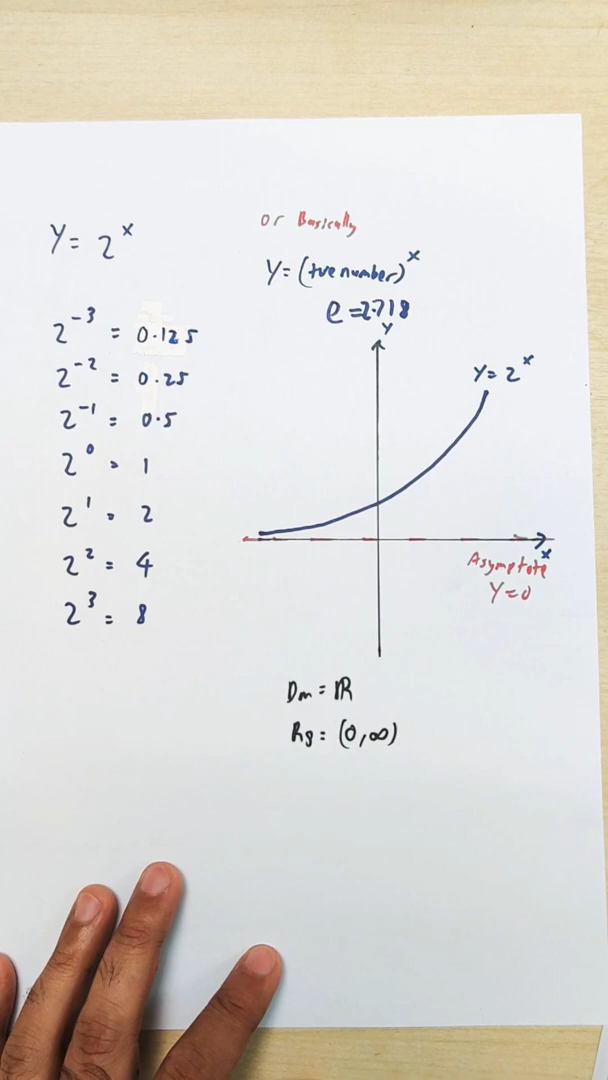 Y = 2^x
2^-3 = 0.125
2^-2 = 0.25
2^-1 = 0.5
2^0 = 1
2^1 = 2
2^2 = 4
2^3 = 8
or Basically
Y = (+ve number)^x
e = 2.718
Y
Y = 2^x
x
Asymptote
Y = 0
Dm = ℝ
Rg = (0, ∞)